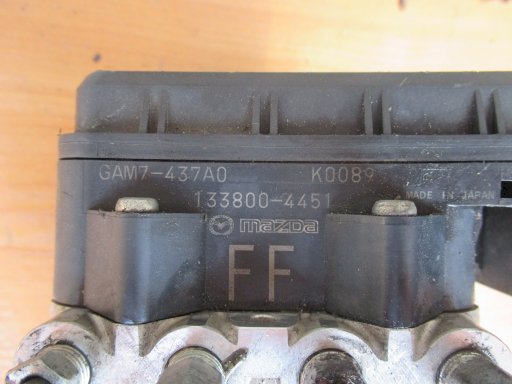 GAM7-437A0 K0089
133800-4451 MADE IN JAPAN
mazda
FF